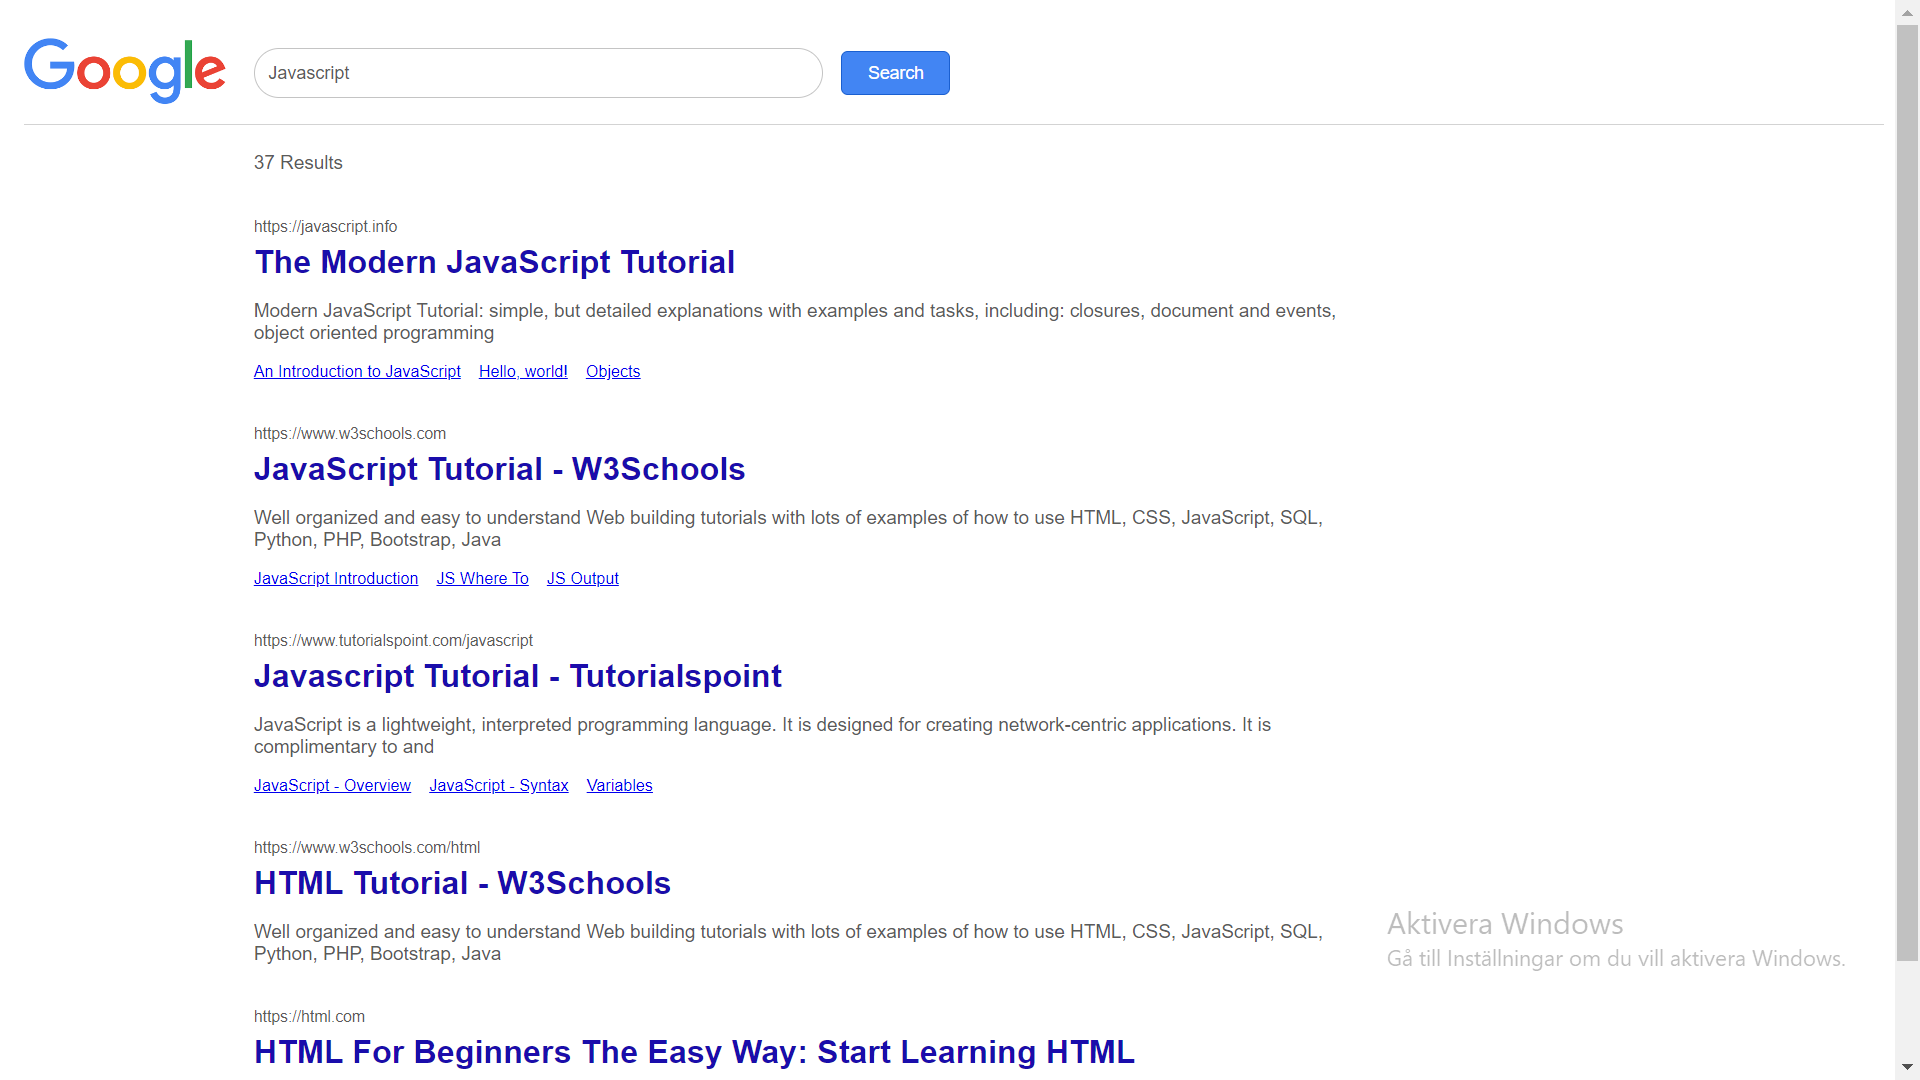 Google
Javascript
Search
37 Results
https://javascript.info
The Modern JavaScript Tutorial
Modern JavaScript Tutorial: simple, but detailed explanations with examples and tasks, including: closures, document and events,
object oriented programming
An Introduction to JavaScript Hello, world! Objects
https://www.w3schools.com
JavaScript Tutorial - W3Schools
Well organized and easy to understand Web building tutorials with lots of examples of how to use HTML, CSS, JavaScript, SQL,
Python, PHP, Bootstrap, Java
JavaScript Introduction JS Where To JS Output
https://www.tutorialspoint.com/javascript
Javascript Tutorial - Tutorialspoint
JavaScript is a lightweight, interpreted programming language. It is designed for creating network-centric applications. It is
complimentary to and
JavaScript - Overview JavaScript - Syntax Variables
https://www.w3schools.com/html
HTML Tutorial - W3Schools
Well organized and easy to understand Web building tutorials with lots of examples of how to use HTML, CSS, JavaScript, SQL,
Python, PHP, Bootstrap, Java
Aktivera Windows
Gå till Inställningar om du vill aktivera Windows.
https://html.com
HTML For Beginners The Easy Way: Start Learning HTML